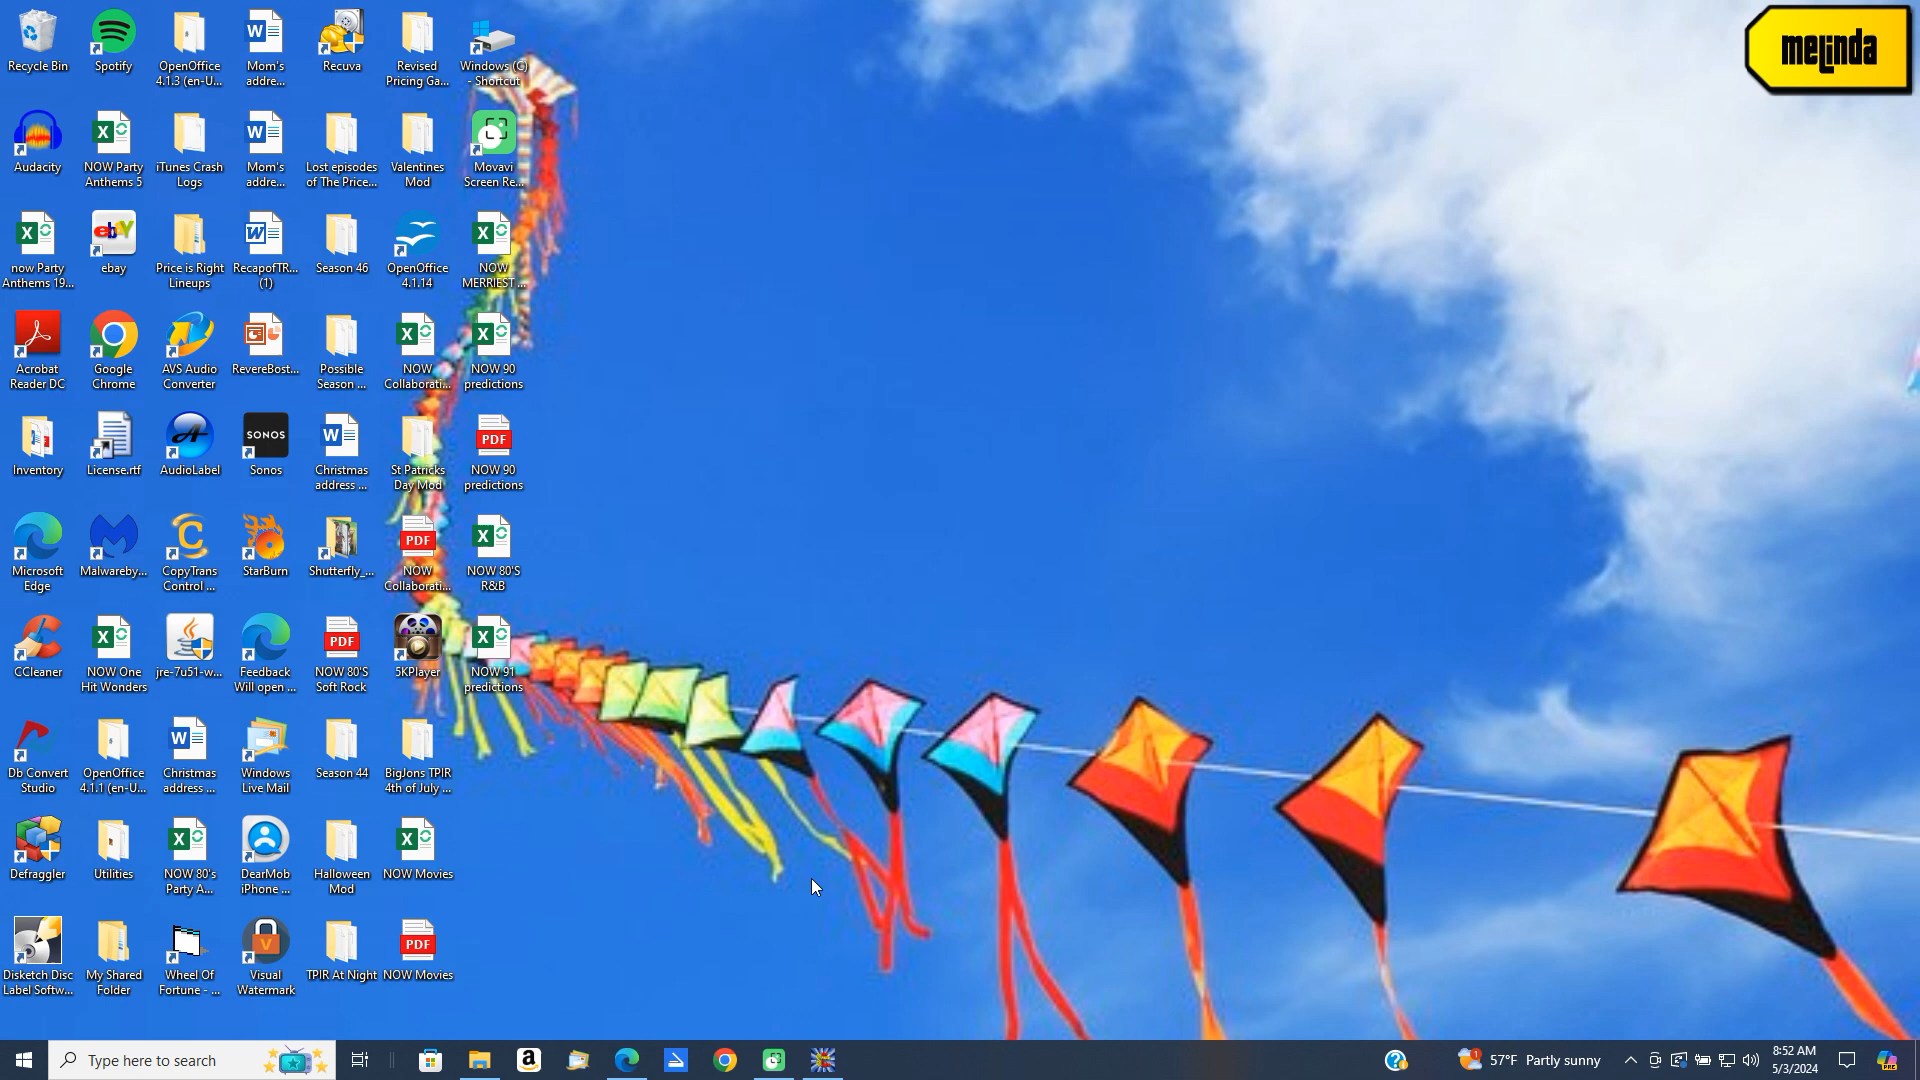 melinda
Recycle Bin
Spotify
OpenOffice
4.1.3 (en-U...
Mom's
addre...
Recuva
Revised
Pricing Ga...
Windows (C)
- Shortcut
Audacity
NOW Party
Anthems 5
iTunes Crash
Logs
Mom's
addre...
Lost episodes
of The Price...
Valentines
Mod
Movavi
Screen Re...
now Party
Anthems 19...
ebay
Price is Right
Lineups
RecapofTR...
(1)
Season 46
OpenOffice
4.1.14
NOW
MERRIEST ...
Acrobat
Reader DC
Google
Chrome
AVS Audio
Converter
RevereBost...
Possible
Season ...
NOW
Collaborati...
NOW 90
predictions
Inventory
License.rtf
AudioLabel
SONOS
Sonos
Christmas
address ...
St Patricks
Day Mod
PDF
NOW 90
predictions
Microsoft
Edge
Malwareby...
CopyTrans
Control ...
StarBurn
Shutterfly_...
PDF
NOW
Collaborati...
NOW 80'S
R&B
CCleaner
NOW One
Hit Wonders
jre-7u51-w...
Feedback
Will open ...
PDF
NOW 80'S
Soft Rock
5KPlayer
NOW 91
predictions
Db Convert
Studio
OpenOffice
4.1.1 (en-U...
Christmas
address ...
Windows
Live Mail
Season 44
BigJons TPIR
4th of July ...
Defraggler
Utilities
NOW 80's
Party A...
DearMob
iPhone ...
Halloween
Mod
NOW Movies
Disketch Disc
Label Softw...
My Shared
Folder
Wheel Of
Fortune - ...
Visual
Watermark
TPIR At Night
PDF
NOW Movies
Type here to search
57°F Partly sunny
8:52 AM
5/3/2024